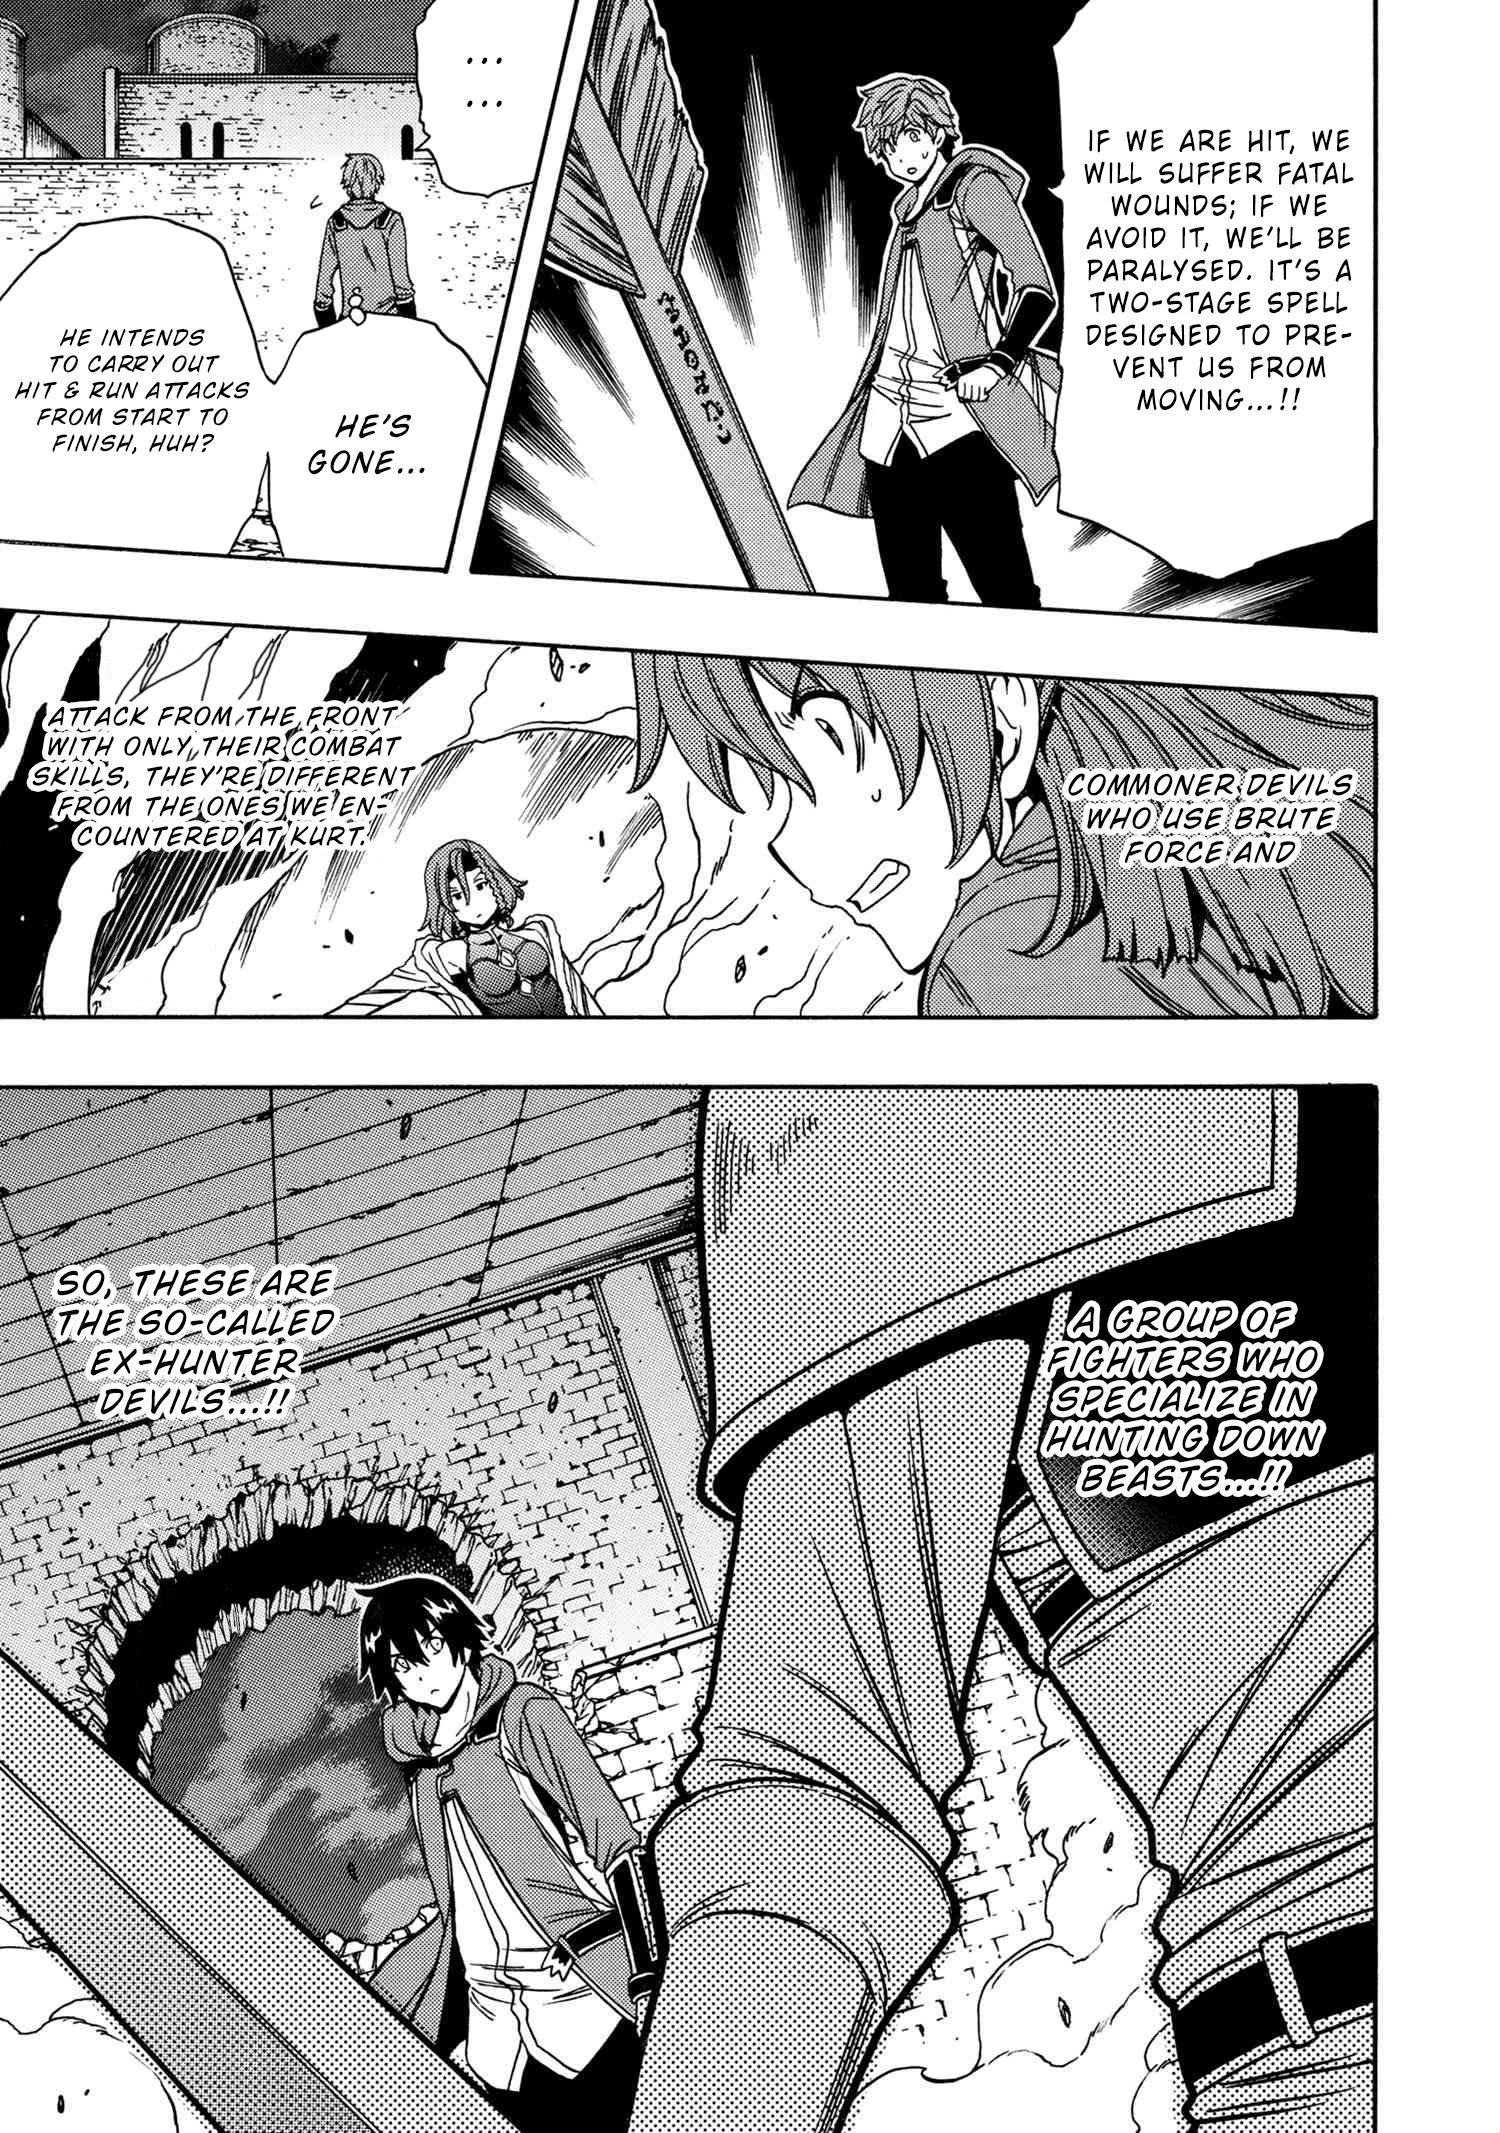 IF WE ARE HIT, WE
WILL SUFFER FATAL
WOUNDS; IF WE
AVOID IT, WE'LL BE
PARALYSED. IT'S A
TWO-STAGE SPELL
DESIGNED TO PRE-
VENT US FROM
MOVING...!!
...
...
HE'S
GONE...
HE INTENDS
TO CARRY OUT
HIT & RUN ATTACKS
FROM START TO
FINISH, HUH?
COMMONER DEVILS
WHO USE BRUTE
FORCE AND
ATTACK FROM THE FRONT
WITH ONLY THEIR COMBAT
SKILLS, THEY'RE DIFFERENT
FROM THE ONES WE EN-
COUNTERED AT KURT.
A GROUP OF
FIGHTERS WHO
SPECIALIZE IN
HUNTING DOWN
BEASTS...!!
SO, THESE ARE
THE SO-CALLED
EX-HUNTER
DEVILS...!!